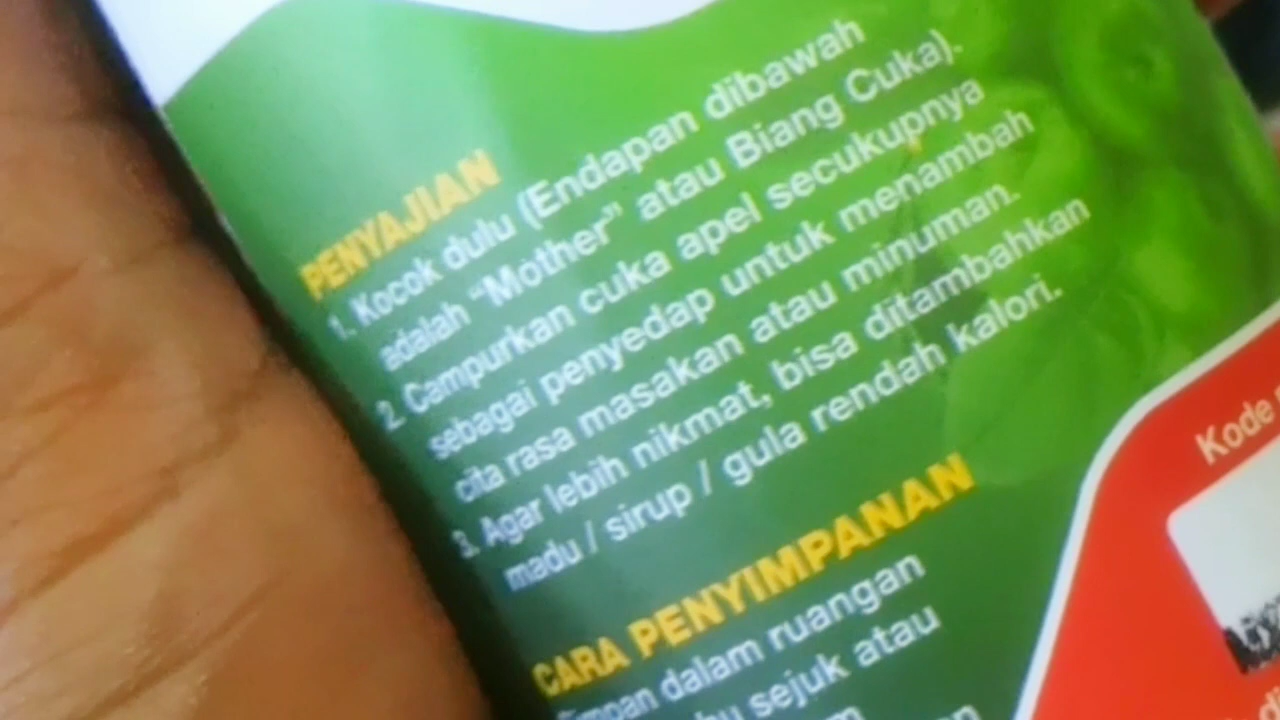 PENYAJIAN
1. Kocok dulu (Endapan dibawah
adalah "Mother" atau Biang Cuka).
2. Campurkan cuka apel secukupnya
sebagai penyedap untuk menambah
cita rasa masakan atau minuman.
3. Agar lebih nikmat, bisa ditambahkan
madu / sirup / gula rendah kalori.
CARA PENYIMPANAN
Simpan dalam ruangan
sejuk atau
Kode